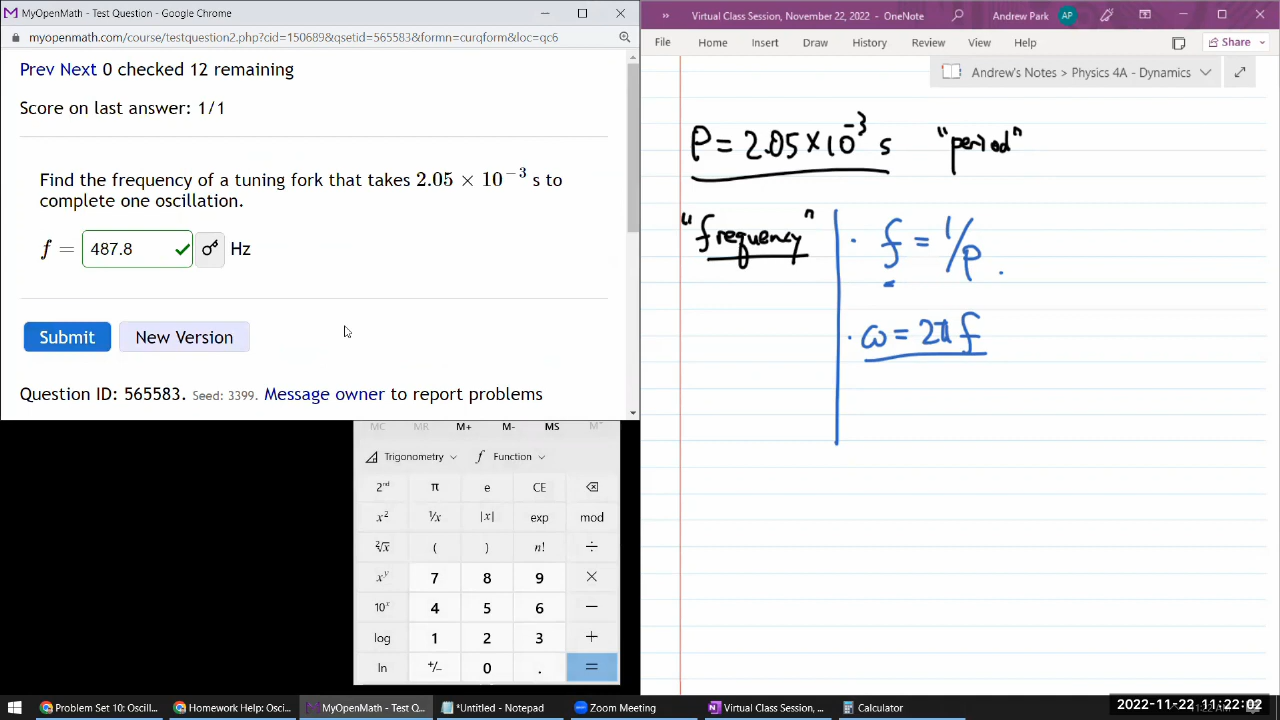 MyOpenMath - Test Question - Google Chrome
myopenmath.com/course/testquestion2.php?cid=150689&qsetid=565583&formn=curqform&loc=qc6
Prev Next 0 checked 12 remaining
Score on last answer: 1/1
Find the frequency of a tuning fork that takes 2.05 × 10⁻³ s to
complete one oscillation.
f = 487.8 Hz
Submit New Version
Question ID: 565583. Seed: 3399. Message owner to report problems
MC MR M+ M- MS M˅
Trigonometry f Function
2nd π e CE
x² ¹/x |x| exp mod
²√x ( ) n! ÷
xʸ 7 8 9 ×
10ˣ 4 5 6 −
log 1 2 3 +
ln +/− 0 . =
Virtual Class Session, November 22, 2022 - OneNote Andrew Park AP
File Home Insert Draw History Review View Help Share
Andrew's Notes > Physics 4A - Dynamics
P = 2.05×10⁻³ s "period"
"frequency"
· f = 1/P .
· ω = 2π f
Problem Set 10: Oscill... Homework Help: Osci... MyOpenMath - Test Q... *Untitled - Notepad Zoom Meeting Virtual Class Session, ... Calculator
2022-11-22 11:22:02